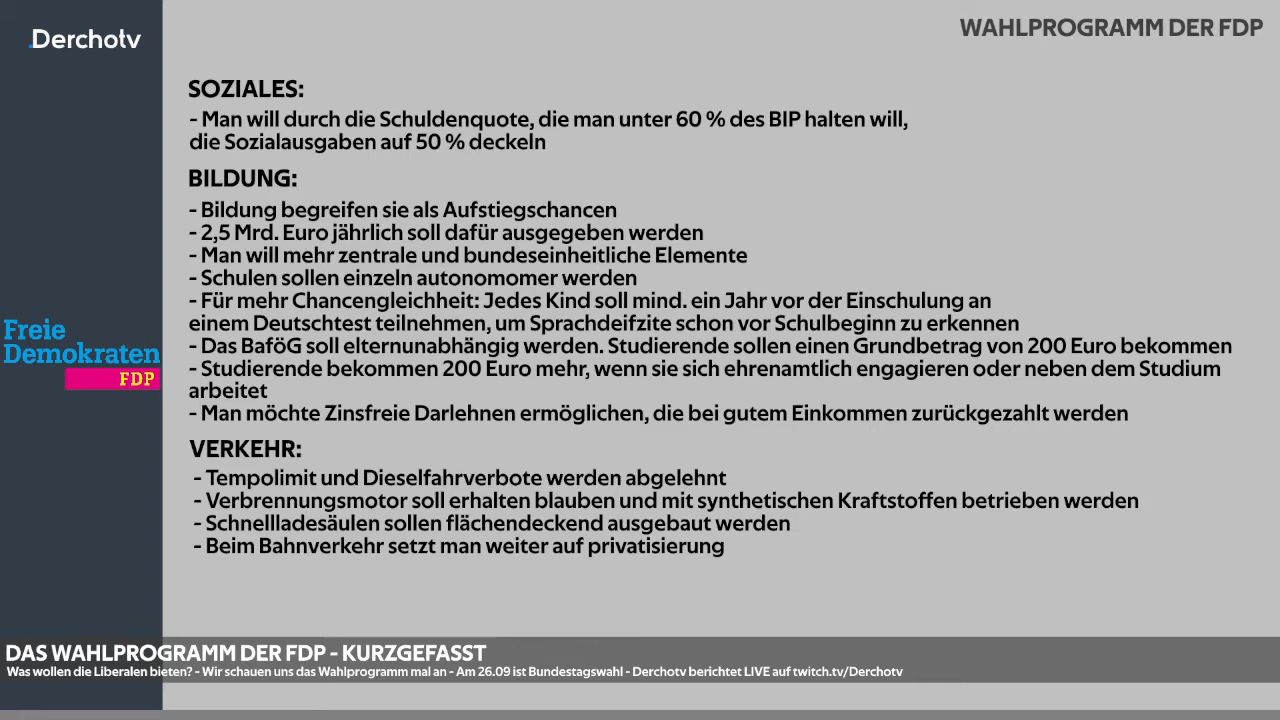 Derchotv
WAHLPROGRAMM DER FDP
SOZIALES:
- Man will durch die Schuldenquote, die man unter 60 % des BIP halten will,
die Sozialausgaben auf 50 % deckeln
BILDUNG:
- Bildung begreifen sie als Aufstiegschancen
- 2,5 Mrd. Euro jährlich soll dafür ausgegeben werden
- Man will mehr zentrale und bundeseinheitliche Elemente
- Schulen sollen einzeln autonomomer werden
- Für mehr Chancengleichheit: Jedes Kind soll mind. ein Jahr vor der Einschulung an
einem Deutschtest teilnehmen, um Sprachdeifzite schon vor Schulbeginn zu erkennen
- Das BaföG soll elternunabhängig werden. Studierende sollen einen Grundbetrag von 200 Euro bekommen
- Studierende bekommen 200 Euro mehr, wenn sie sich ehrenamtlich engagieren oder neben dem Studium
arbeitet
- Man möchte Zinsfreie Darlehnen ermöglichen, die bei gutem Einkommen zurückgezahlt werden
VERKEHR:
- Tempolimit und Dieselfahrverbote werden abgelehnt
- Verbrennungsmotor soll erhalten blauben und mit synthetischen Kraftstoffen betrieben werden
- Schnellladesäulen sollen flächendeckend ausgebaut werden
- Beim Bahnverkehr setzt man weiter auf privatisierung
Freie
Demokraten
FDP
DAS WAHLPROGRAMM DER FDP - KURZGEFASST
Was wollen die Liberalen bieten? - Wir schauen uns das Wahlprogramm mal an - Am 26.09 ist Bundestagswahl - Derchotv berichtet LIVE auf twitch.tv/Derchotv